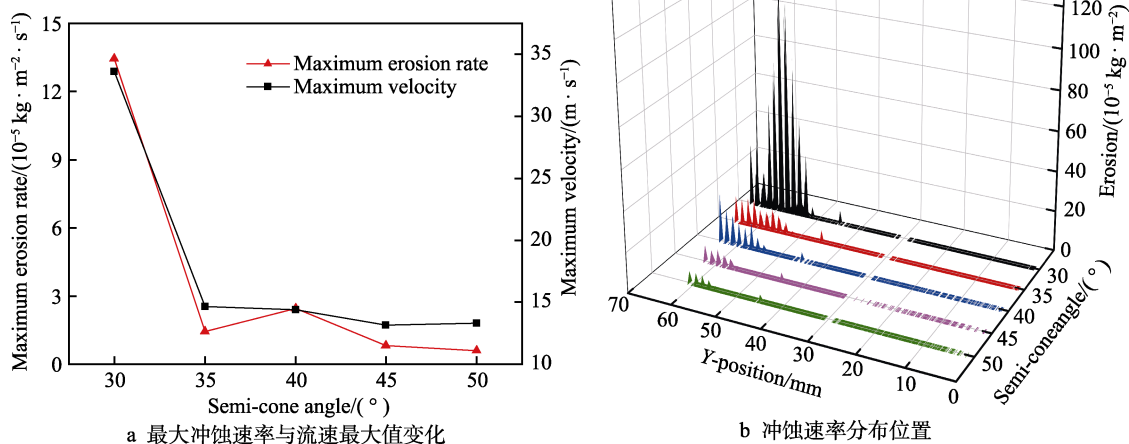 15
12
9
6
3
0
Maximum erosion rate/(10⁻⁵ kg · m⁻² · s⁻¹)
Maximum erosion rate
Maximum velocity
35
30
25
20
15
10
Maximum velocity/(m · s⁻¹)
30 35 40 45 50
Semi-cone angle/( ° )
a 最大冲蚀速率与流速最大值变化
120
100
80
60
40
20
0
Erosion/(10⁻⁵ kg · m⁻²)
30
35
40
45
50
Semi-coneangle/( ° )
70 60 50 40 30 20 10 0
Y-position/mm
b 冲蚀速率分布位置